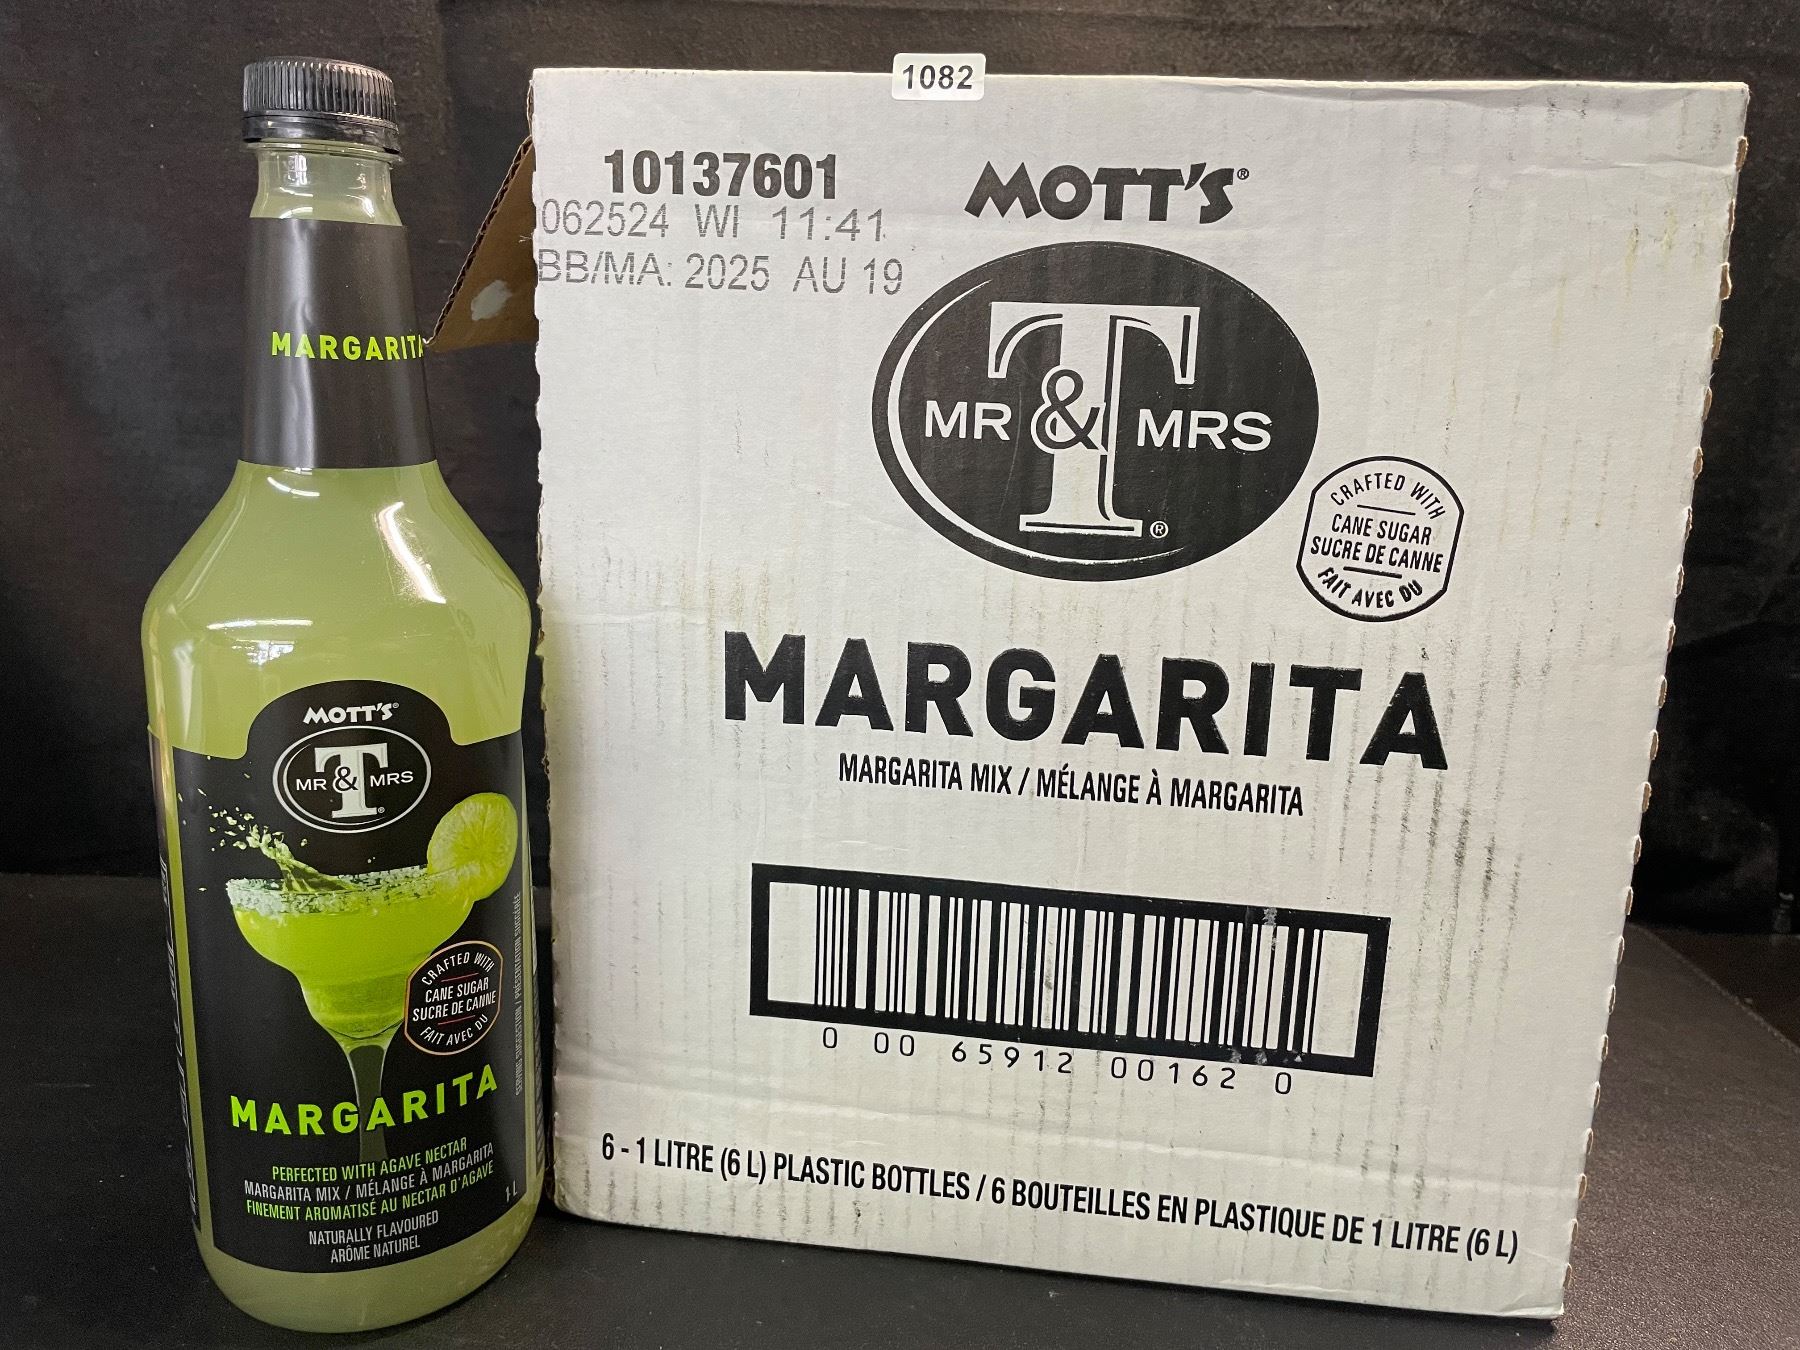 1082
10137601
062524 WI 11:41
BB/MA: 2025 AU 19
MOTT'S®
T
MR & MRS
®
CRAFTED WITH
CANE SUGAR
SUCRE DE CANNE
FAIT AVEC DU
MARGARITA
MARGARITA MIX / MÉLANGE À MARGARITA
0 00 65912 00162 0
6 - 1 LITRE (6 L) PLASTIC BOTTLES / 6 BOUTEILLES EN PLASTIQUE DE 1 LITRE (6 L)
MARGARITA
MOTT'S®
T
MR & MRS
®
CRAFTED WITH
CANE SUGAR
SUCRE DE CANNE
FAIT AVEC DU
SERVING SUGGESTION / PRÉSENTATION SUGGÉRÉE
MARGARITA
PERFECTED WITH AGAVE NECTAR
MARGARITA MIX / MÉLANGE À MARGARITA
FINEMENT AROMATISÉ AU NECTAR D'AGAVE
NATURALLY FLAVOURED
ARÔME NATUREL
1 L